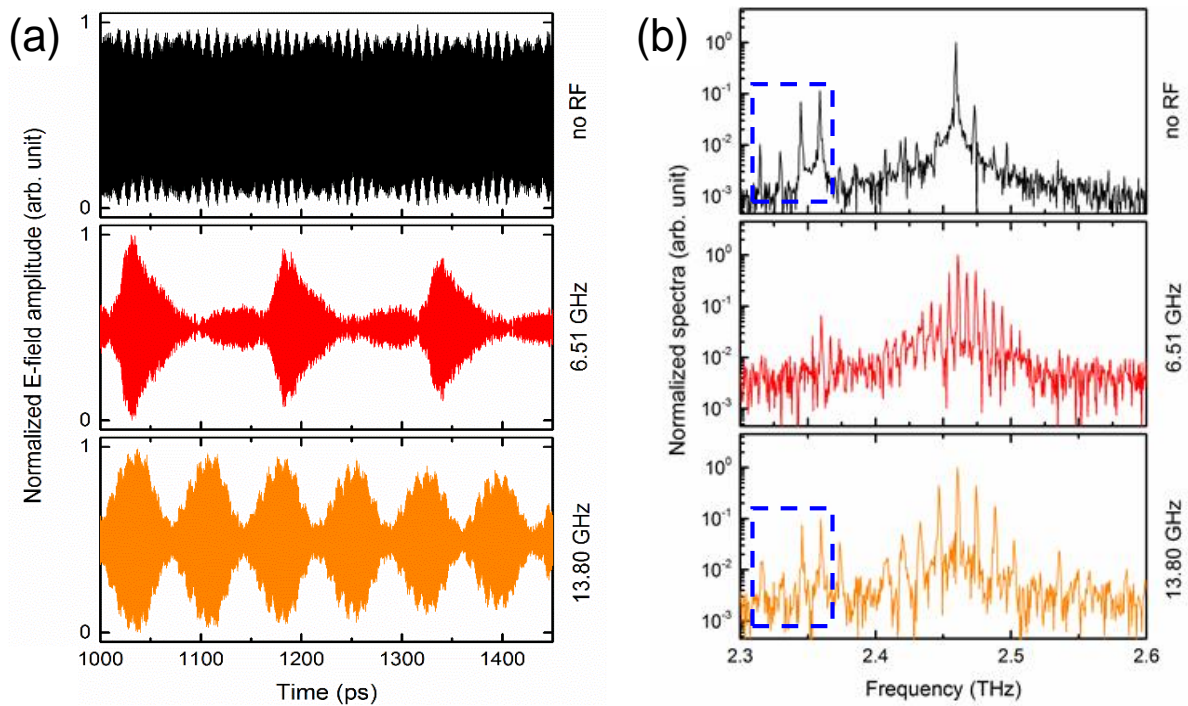 (a)
Normalized E-field amplitude (arb. unit)
1
0
no RF
1
0
6.51 GHz
1
0
13.80 GHz
1000
1100
1200
1300
1400
Time (ps)
(b)
Normalized spectra (arb. unit)
10⁰
10⁻¹
10⁻²
10⁻³
no RF
10⁰
10⁻¹
10⁻²
10⁻³
6.51 GHz
10⁰
10⁻¹
10⁻²
10⁻³
13.80 GHz
2.3
2.4
2.5
2.6
Frequency (THz)